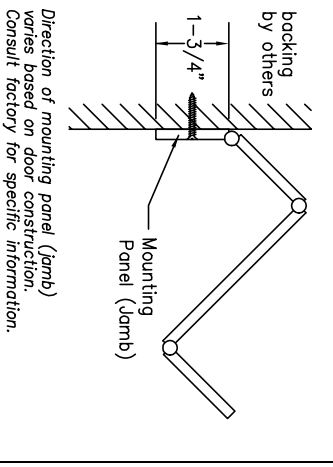 backing
by others
1-3/4"
Mounting
Panel (Jamb)
Direction of mounting panel (jamb)
varies based on door construction.
Consult factory for specific information.